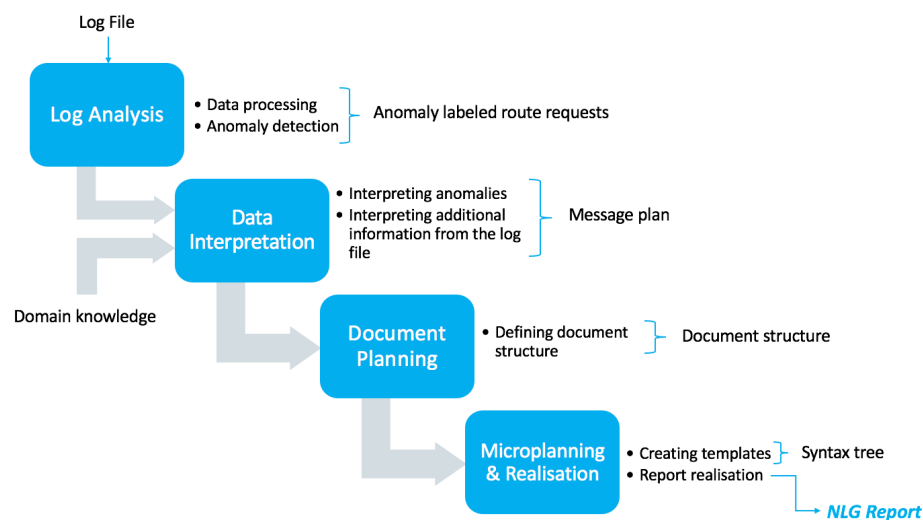 Log File
Log Analysis
• Data processing
• Anomaly detection
Anomaly labeled route requests
Data
Interpretation
• Interpreting anomalies
• Interpreting additional
information from the log
file
Message plan
Domain knowledge
Document
Planning
• Defining document
structure
Document structure
Microplanning
& Realisation
• Creating templates
• Report realisation
Syntax tree
NLG Report